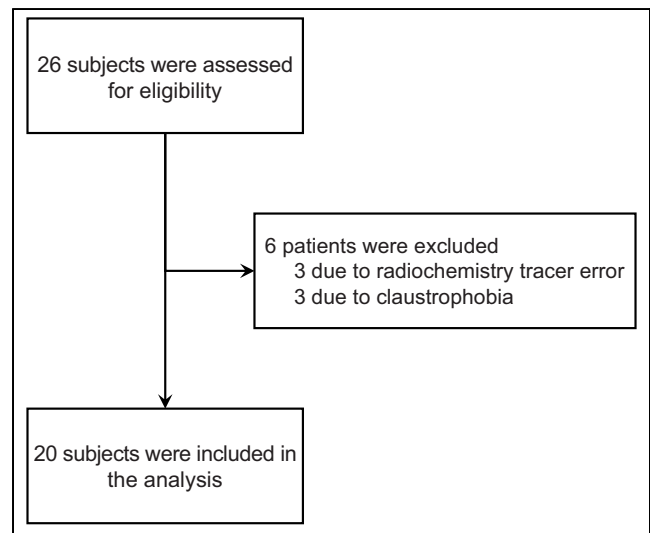 26 subjects were assessed
for eligibility
6 patients were excluded
3 due to radiochemistry tracer error
3 due to claustrophobia
20 subjects were included in
the analysis